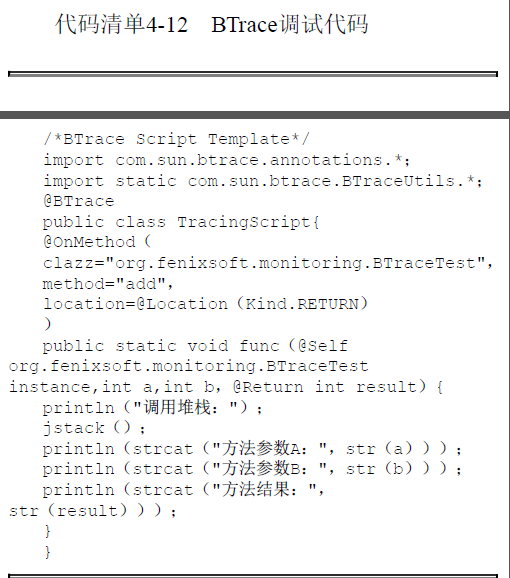 代码清单4-12 BTrace调试代码
/*BTrace Script Template*/
import com.sun.btrace.annotations.*;
import static com.sun.btrace.BTraceUtils.*;
@BTrace
public class TracingScript{
@OnMethod（
clazz="org.fenixsoft.monitoring.BTraceTest"，
method="add"，
location=@Location（Kind.RETURN）
）
public static void func（@Self
org.fenixsoft.monitoring.BTraceTest
instance,int a,int b，@Return int result）{
println（"调用堆栈："）；
jstack（）；
println（strcat（"方法参数A："，str（a）））；
println（strcat（"方法参数B："，str（b）））；
println（strcat（"方法结果："，
str（result）））；
}
}